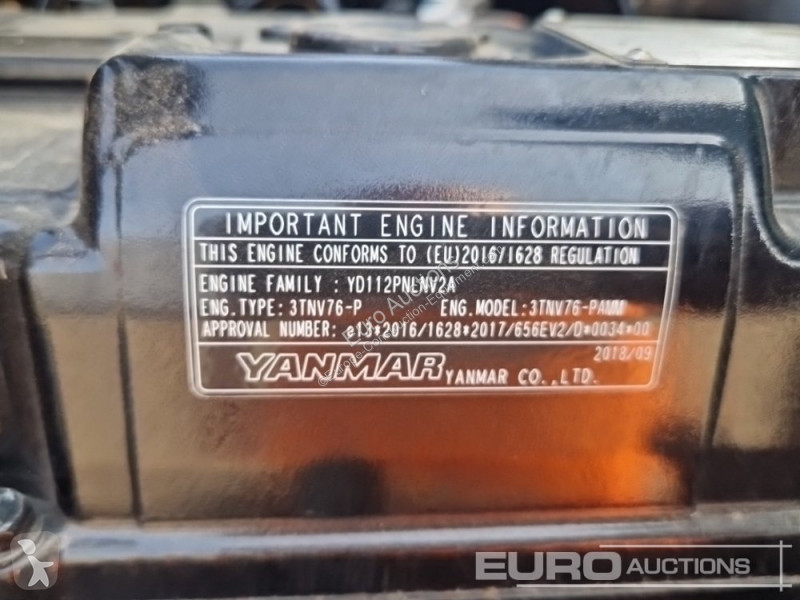 IMPORTANT ENGINE INFORMATION
THIS ENGINE CONFORMS TO (EU)2016/1628 REGULATION
ENGINE FAMILY : YD112PNLNV2A
ENG.TYPE: 3TNV76-P ENG.MODEL: 3TNV76-PAMM
APPROVAL NUMBER: e13*2016/1628*2017/656EV2/D*0034*00
2018/09
YANMAR YANMAR CO.,LTD.
Euro Auctions
EURO AUCTIONS